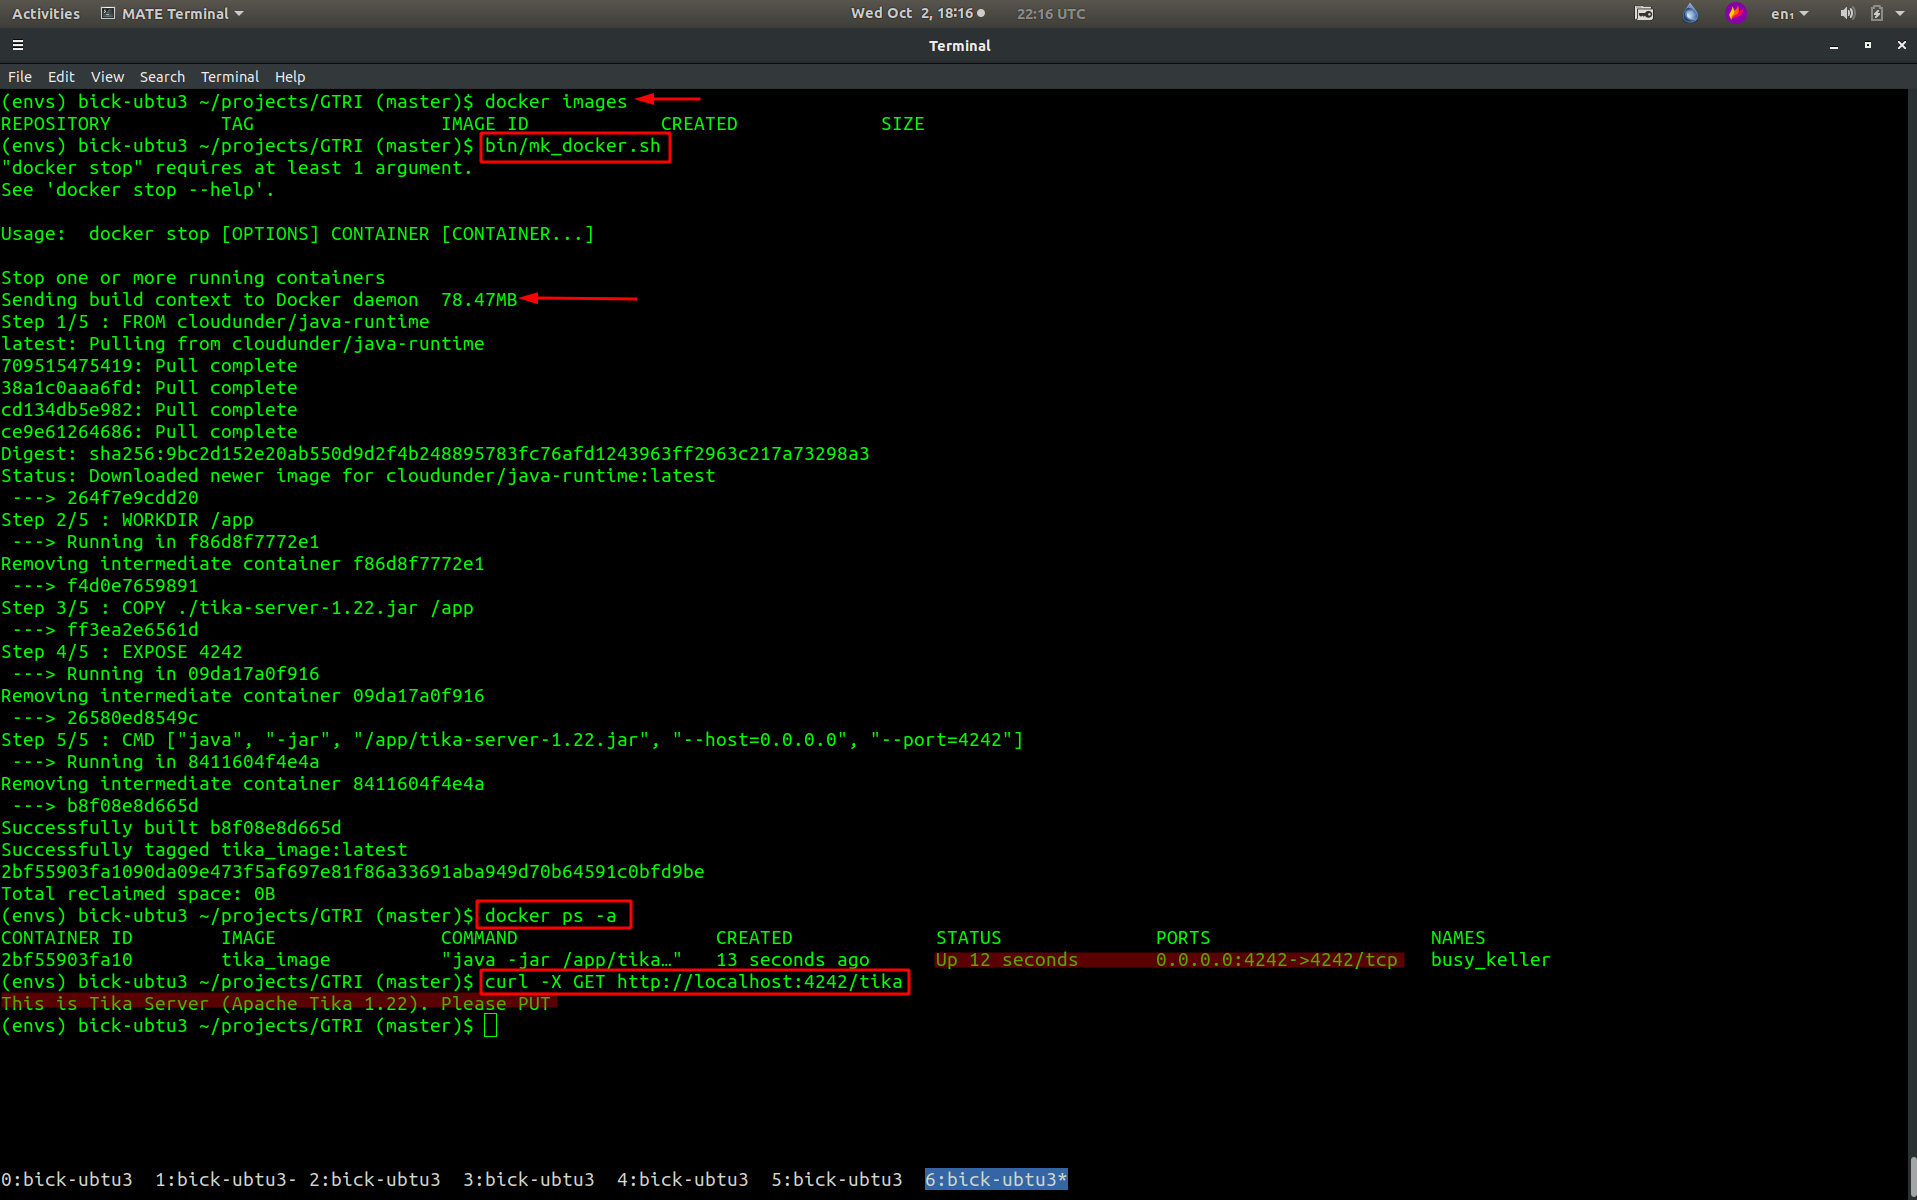 Activities MATE Terminal Wed Oct 2, 18:16 22:16 UTC en₁
Terminal
File Edit View Search Terminal Help
(envs) bick-ubtu3 ~/projects/GTRI (master)$ docker images
REPOSITORY TAG IMAGE ID CREATED SIZE
(envs) bick-ubtu3 ~/projects/GTRI (master)$ bin/mk_docker.sh
"docker stop" requires at least 1 argument.
See 'docker stop --help'.
Usage:  docker stop [OPTIONS] CONTAINER [CONTAINER...]
Stop one or more running containers
Sending build context to Docker daemon  78.47MB
Step 1/5 : FROM cloudunder/java-runtime
latest: Pulling from cloudunder/java-runtime
709515475419: Pull complete
38a1c0aaa6fd: Pull complete
cd134db5e982: Pull complete
ce9e61264686: Pull complete
Digest: sha256:9bc2d152e20ab550d9d2f4b248895783fc76afd1243963ff2963c217a73298a3
Status: Downloaded newer image for cloudunder/java-runtime:latest
 ---> 264f7e9cdd20
Step 2/5 : WORKDIR /app
 ---> Running in f86d8f7772e1
Removing intermediate container f86d8f7772e1
 ---> f4d0e7659891
Step 3/5 : COPY ./tika-server-1.22.jar /app
 ---> ff3ea2e6561d
Step 4/5 : EXPOSE 4242
 ---> Running in 09da17a0f916
Removing intermediate container 09da17a0f916
 ---> 26580ed8549c
Step 5/5 : CMD ["java", "-jar", "/app/tika-server-1.22.jar", "--host=0.0.0.0", "--port=4242"]
 ---> Running in 8411604f4e4a
Removing intermediate container 8411604f4e4a
 ---> b8f08e8d665d
Successfully built b8f08e8d665d
Successfully tagged tika_image:latest
2bf55903fa1090da09e473f5af697e81f86a33691aba949d70b64591c0bfd9be
Total reclaimed space: 0B
(envs) bick-ubtu3 ~/projects/GTRI (master)$ docker ps -a
CONTAINER ID IMAGE COMMAND CREATED STATUS PORTS NAMES
2bf55903fa10 tika_image "java -jar /app/tika…" 13 seconds ago Up 12 seconds 0.0.0.0:4242->4242/tcp busy_keller
(envs) bick-ubtu3 ~/projects/GTRI (master)$ curl -X GET http://localhost:4242/tika
This is Tika Server (Apache Tika 1.22). Please PUT
(envs) bick-ubtu3 ~/projects/GTRI (master)$
0:bick-ubtu3  1:bick-ubtu3- 2:bick-ubtu3  3:bick-ubtu3  4:bick-ubtu3  5:bick-ubtu3  6:bick-ubtu3*